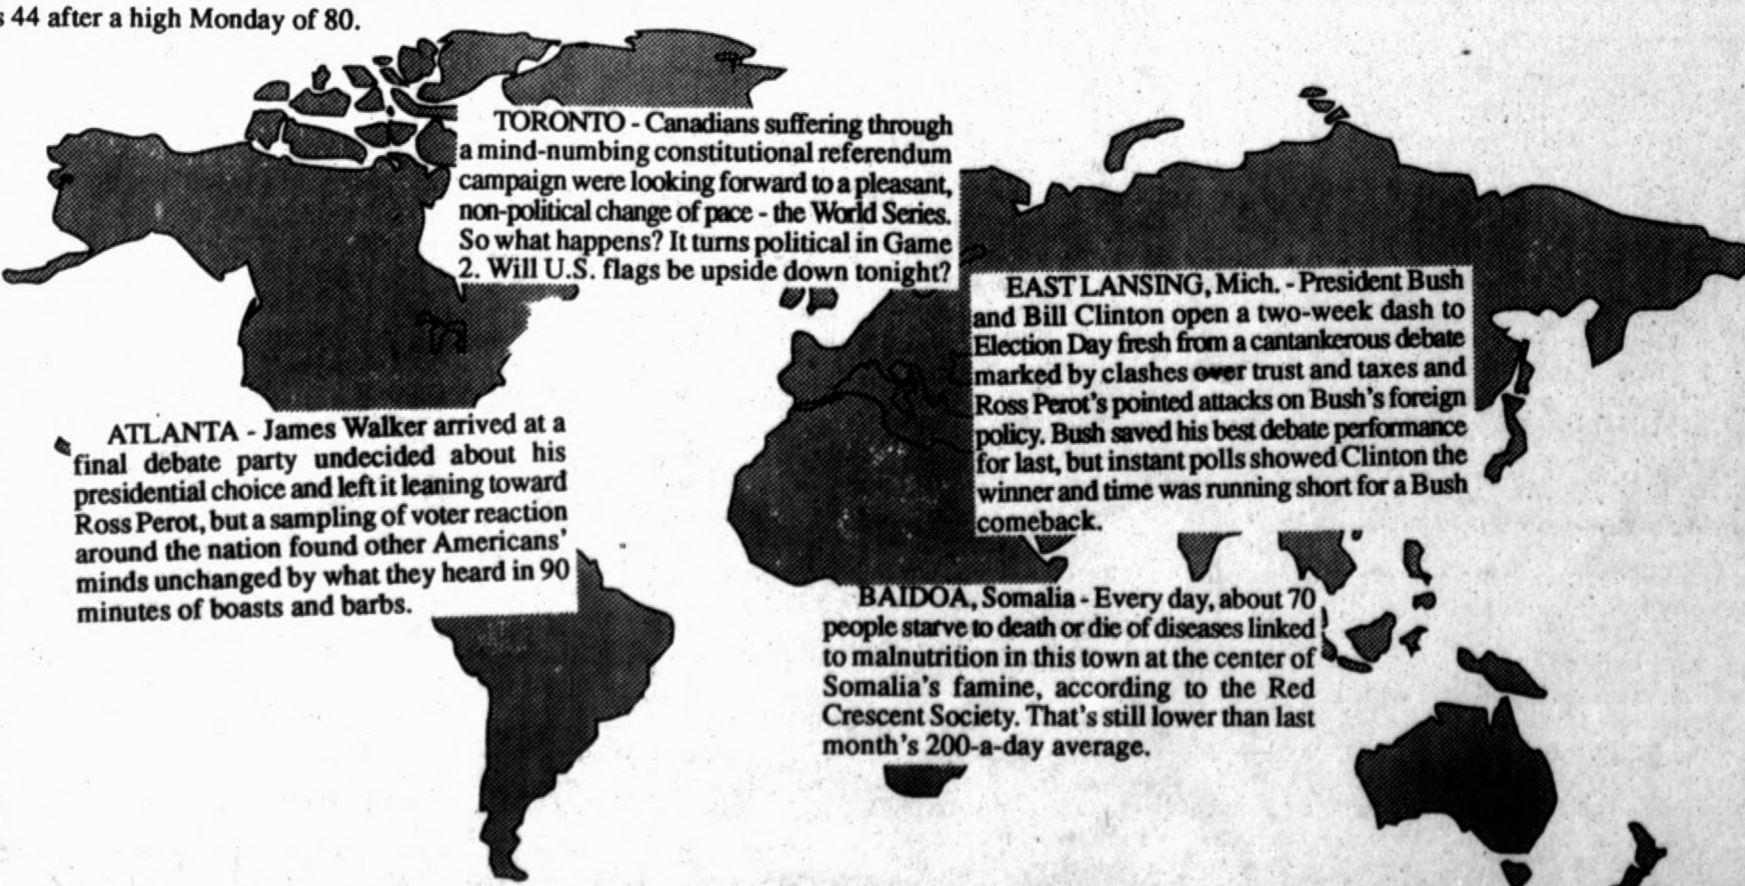 s 44 after a high Monday of 80.
TORONTO - Canadians suffering through
a mind-numbing constitutional referendum
campaign were looking forward to a pleasant,
non-political change of pace - the World Series.
So what happens? It turns political in Game
2. Will U.S. flags be upside down tonight?
EAST LANSING, Mich. - President Bush
and Bill Clinton open a two-week dash to
Election Day fresh from a cantankerous debate
marked by clashes over trust and taxes and
Ross Perot's pointed attacks on Bush's foreign
policy. Bush saved his best debate performance
for last, but instant polls showed Clinton the
winner and time was running short for a Bush
comeback.
ATLANTA - James Walker arrived at a
final debate party undecided about his
presidential choice and left it leaning toward
Ross Perot, but a sampling of voter reaction
around the nation found other Americans'
minds unchanged by what they heard in 90
minutes of boasts and barbs.
BAIDOA, Somalia - Every day, about 70
people starve to death or die of diseases linked
to malnutrition in this town at the center of
Somalia's famine, according to the Red
Crescent Society. That's still lower than last
month's 200-a-day average.